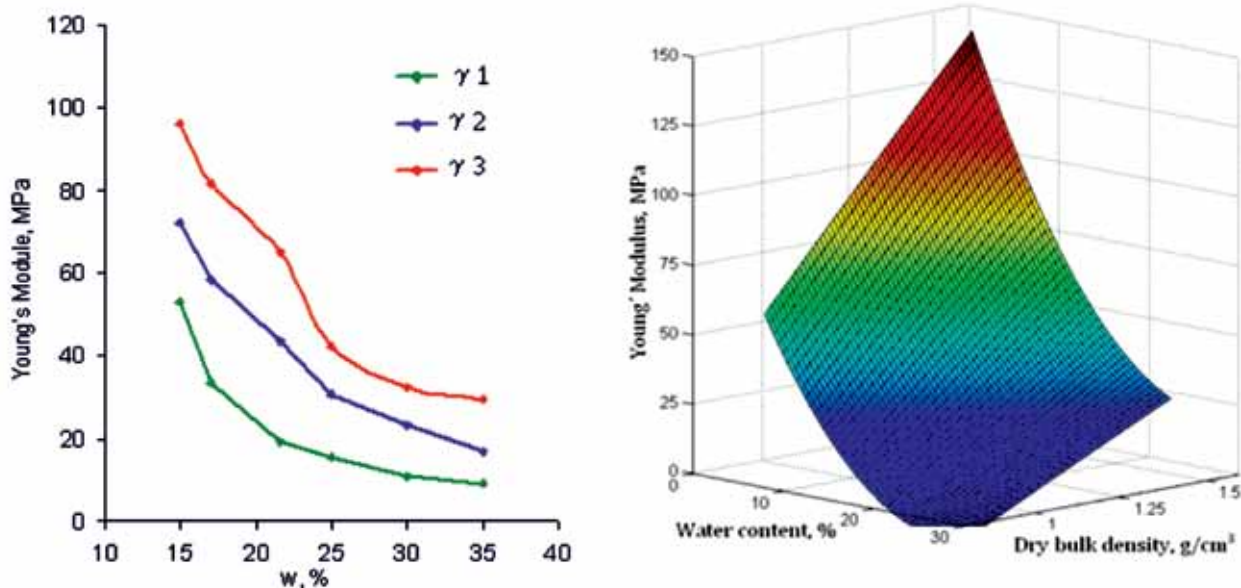 120
100
80
60
40
20
0
Young's Module, MPa
10 15 20 25 30 35 40
w, %
γ 1
γ 2
γ 3
150
125
100
75
50
25
0
Young' Modulus, MPa
0
10
20
30
Water content, %
1
1.25
1.5
Dry bulk density, g/cm³